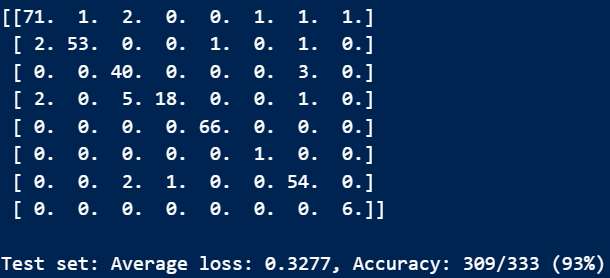 [[71. 1. 2. 0. 0. 1. 1. 1.]
[ 2. 53. 0. 0. 1. 0. 1. 0.]
[ 0. 0. 40. 0. 0. 0. 3. 0.]
[ 2. 0. 5. 18. 0. 0. 1. 0.]
[ 0. 0. 0. 0. 66. 0. 0. 0.]
[ 0. 0. 0. 0. 0. 1. 0. 0.]
[ 0. 0. 2. 1. 0. 0. 54. 0.]
[ 0. 0. 0. 0. 0. 0. 0. 6.]]
Test set: Average loss: 0.3277, Accuracy: 309/333 (93%)